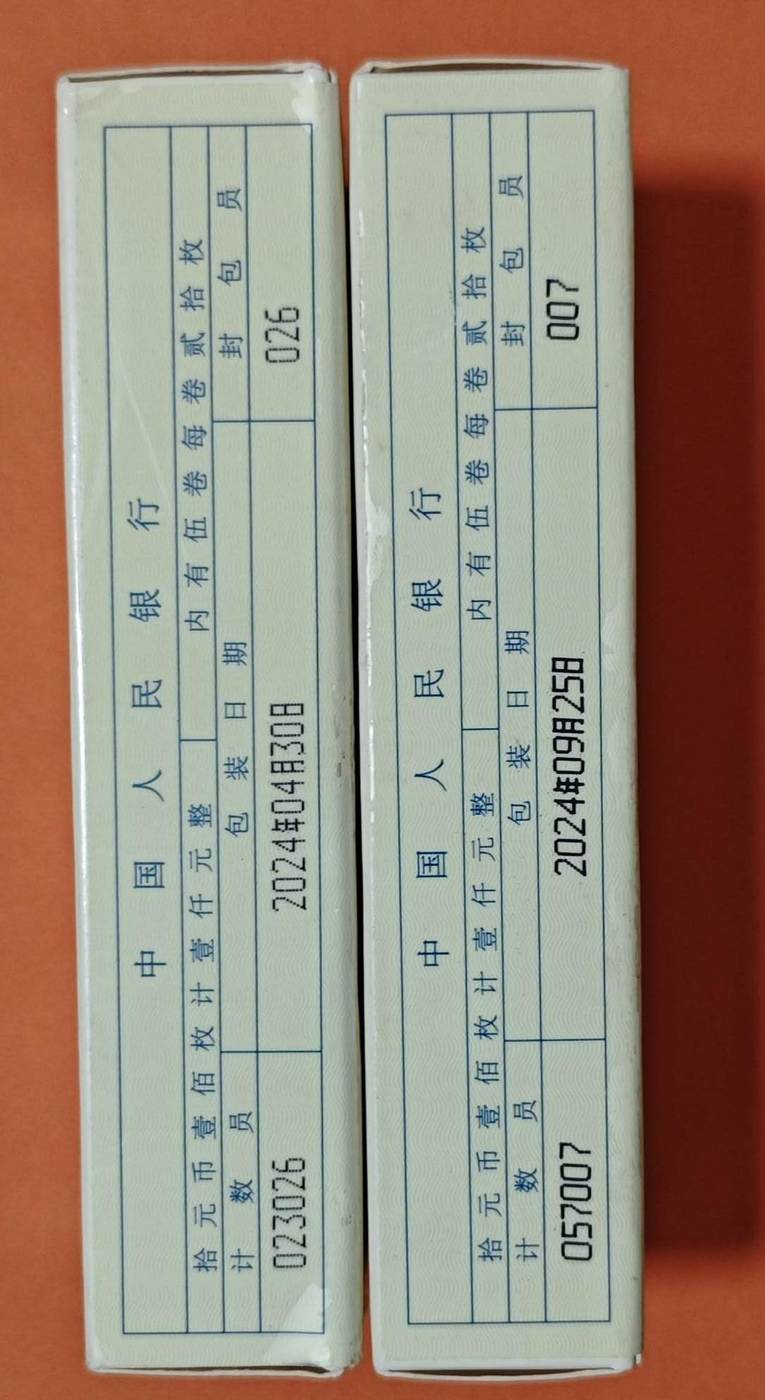 中国人民银行
拾元币壹佰枚计壹仟元整 内有伍卷每卷贰拾枚
计数员 包装日期 封包员
023026 2024年04月30日 026
中国人民银行
拾元币壹佰枚计壹仟元整 内有伍卷每卷贰拾枚
计数员 包装日期 封包员
057007 2024年09月25日 007